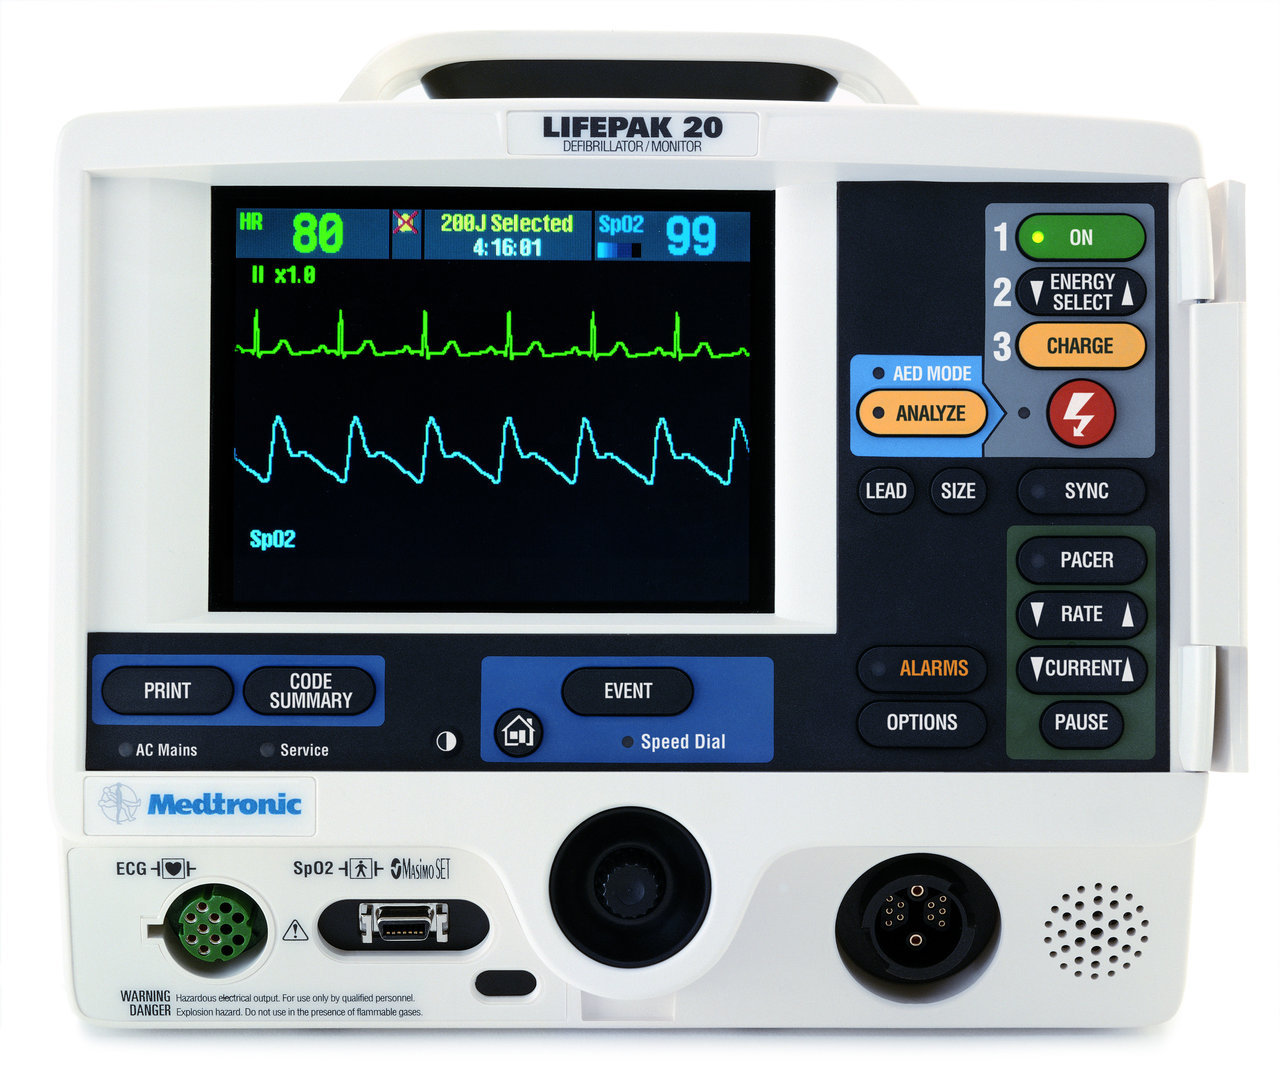 LIFEPAK 20
DEFIBRILLATOR/MONITOR
HR 80
200J Selected
4:16:01
SpO2 99
II x1.0
SpO2
1 ON
2 ENERGY
SELECT
3 CHARGE
AED MODE
ANALYZE
LEAD
SIZE
SYNC
PACER
RATE
CURRENT
PAUSE
ALARMS
OPTIONS
PRINT
CODE
SUMMARY
EVENT
AC Mains
Service
Speed Dial
Medtronic
ECG
SpO2
Masimo SET
WARNING Hazardous electrical output. For use only by qualified personnel.
DANGER Explosion hazard. Do not use in the presence of flammable gases.